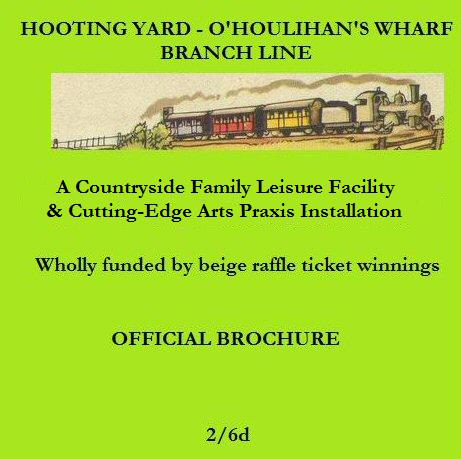 HOOTING YARD - O'HOULIHAN'S WHARF
BRANCH LINE
A Countryside Family Leisure Facility
& Cutting-Edge Arts Praxis Installation
Wholly funded by beige raffle ticket winnings
OFFICIAL BROCHURE
2/6d